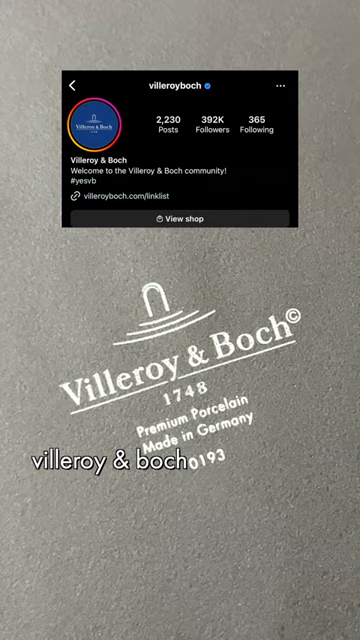 villeroyboch
2,230
Posts
392K
Followers
365
Following
Villeroy & Boch
Villeroy & Boch
Welcome to the Villeroy & Boch community!
#yesvb
villeroyboch.com/linklist
View shop
Villeroy & Boch©
1748
Premium Porcelain
Made in Germany
0193
villeroy & boch